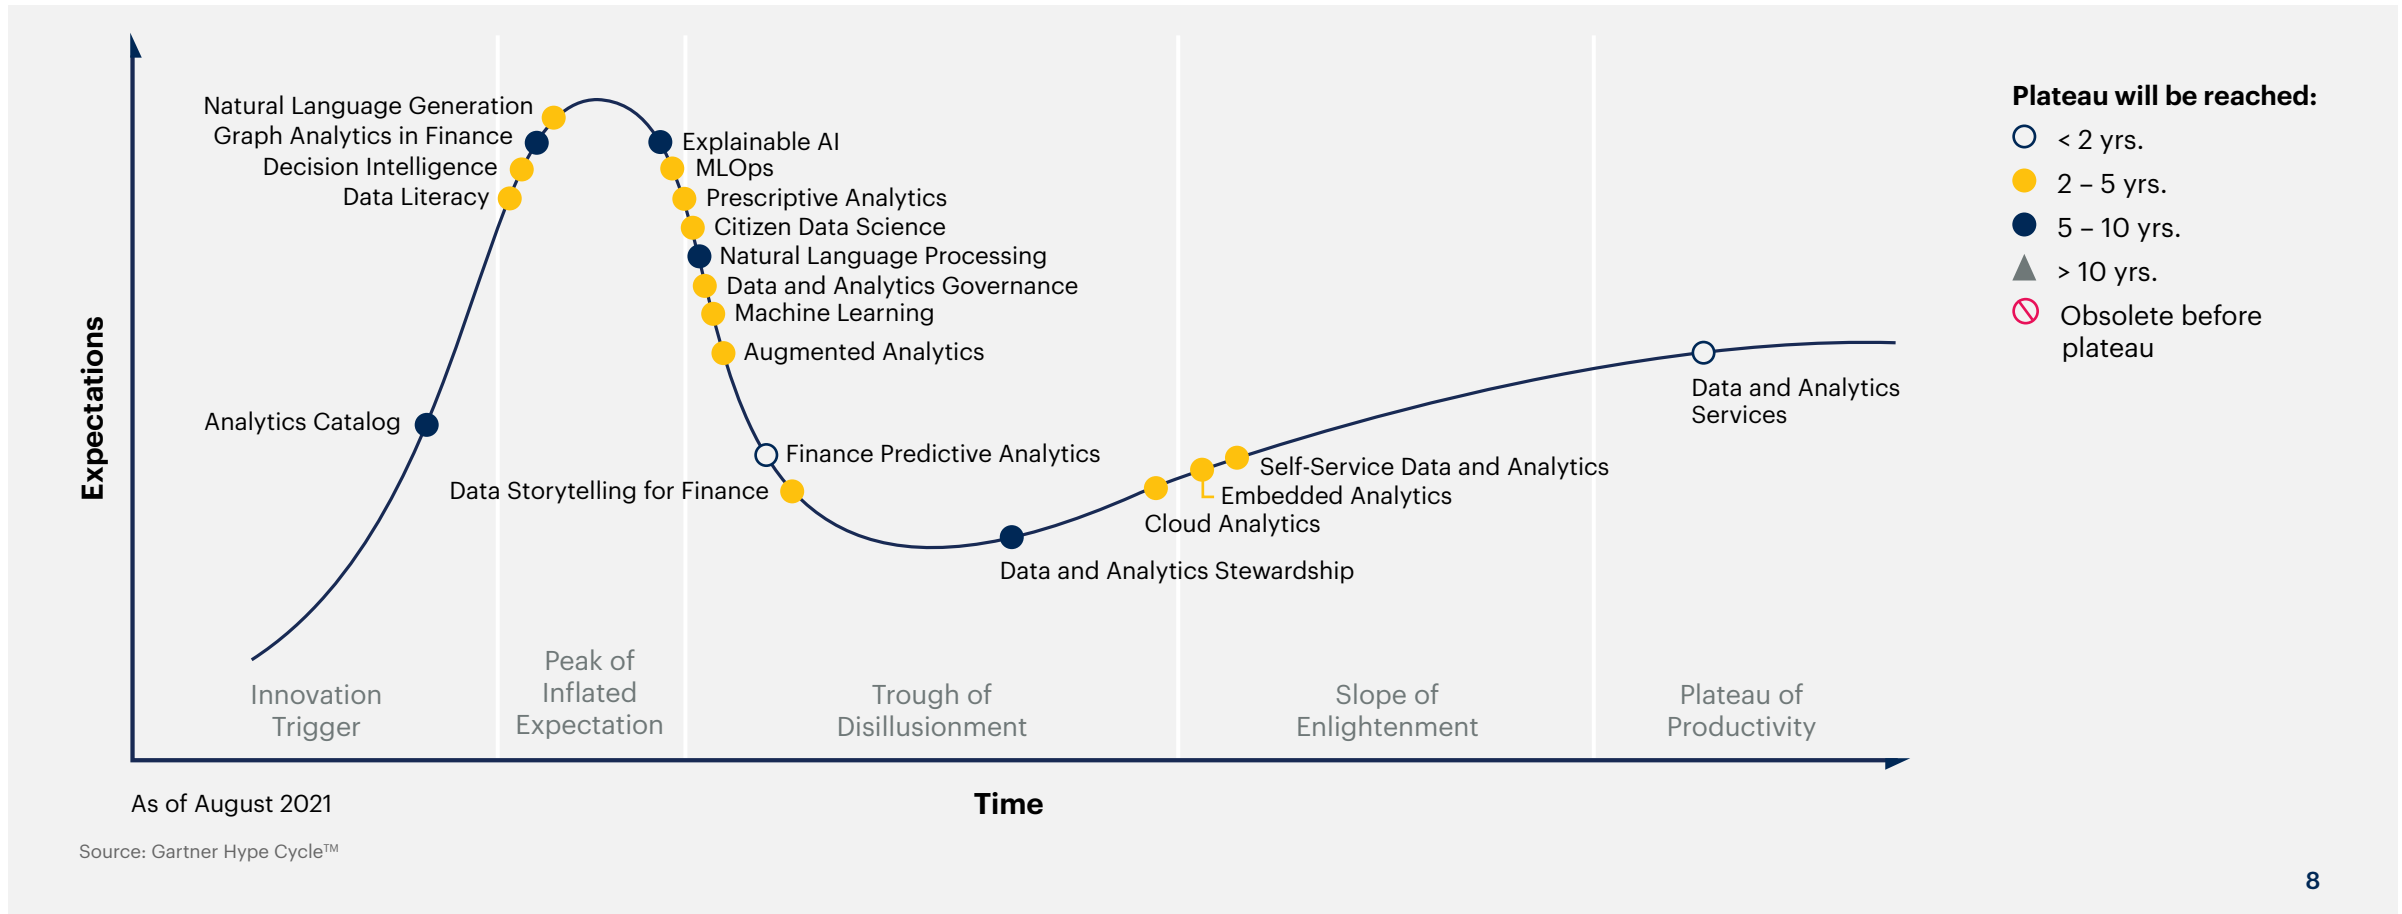 Natural Language Generation
Graph Analytics in Finance
Decision Intelligence
Data Literacy
Analytics Catalog
Explainable AI
MLOps
Prescriptive Analytics
Citizen Data Science
Natural Language Processing
Data and Analytics Governance
Machine Learning
Augmented Analytics
Finance Predictive Analytics
Data Storytelling for Finance
Data and Analytics Stewardship
Cloud Analytics
Embedded Analytics
Self-Service Data and Analytics
Data and Analytics
Services
Plateau will be reached:
< 2 yrs.
2 – 5 yrs.
5 – 10 yrs.
> 10 yrs.
Obsolete before
plateau
Expectations
Innovation
Trigger
Peak of
Inflated
Expectation
Trough of
Disillusionment
Slope of
Enlightenment
Plateau of
Productivity
As of August 2021
Time
Source: Gartner Hype Cycle™
8